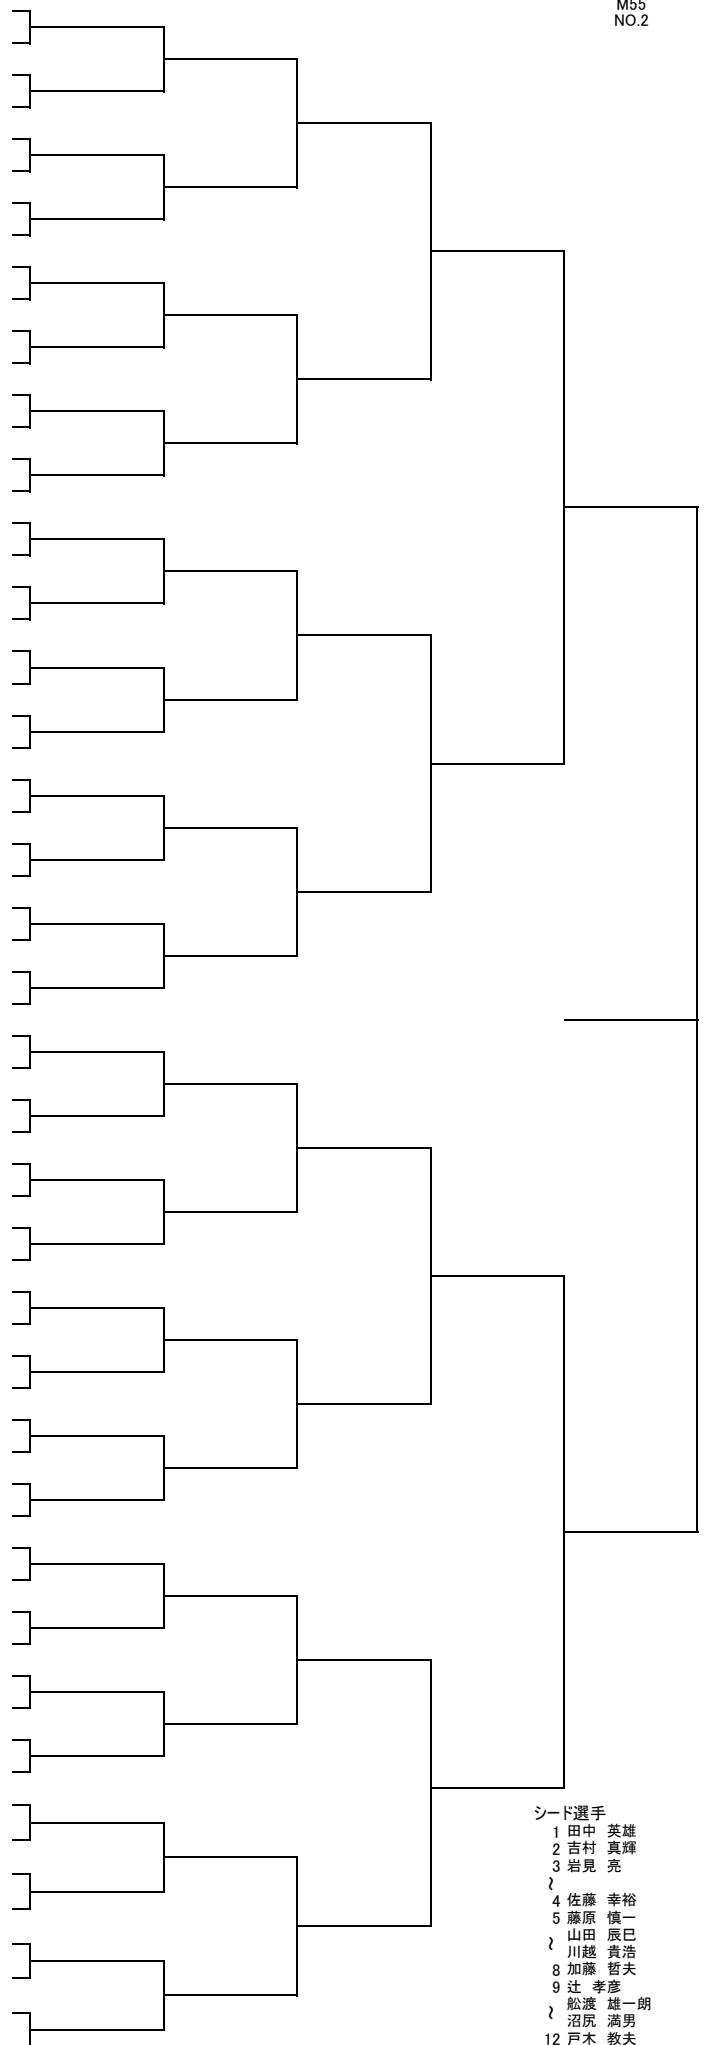 M55
NO.2
シード選手
1 田中 英雄
2 吉村 真輝
3 岩見 亮
～
4 佐藤 幸裕
5 藤原 慎一
山田 辰巳
～ 川越 貴浩
8 加藤 哲夫
9 辻 孝彦
舩渡 雄一朗
～ 沼尻 満男
12 戸木 教夫